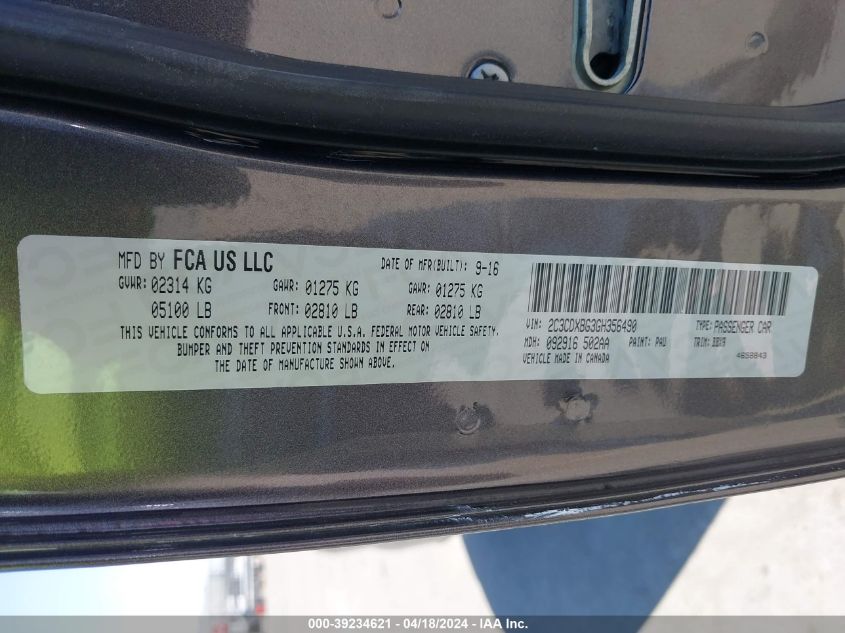 MFD BY FCA US LLC DATE OF MFR(BUILT): 9-16
GVWR: 02314 KG GAWR: 01275 KG GAWR: 01275 KG
05100 LB FRONT: 02810 LB REAR: 02810 LB
THIS VEHICLE CONFORMS TO ALL APPLICABLE U.S.A. FEDERAL MOTOR VEHICLE SAFETY,
BUMPER AND THEFT PREVENTION STANDARDS IN EFFECT ON
THE DATE OF MANUFACTURE SHOWN ABOVE.
VIN: 2C3CDXBG3GH356490 TYPE: PASSENGER CAR
MDH: 092916 502AA PAINT: PAU TRIM:
VEHICLE MADE IN CANADA
000-39234621 - 04/18/2024 - IAA Inc.